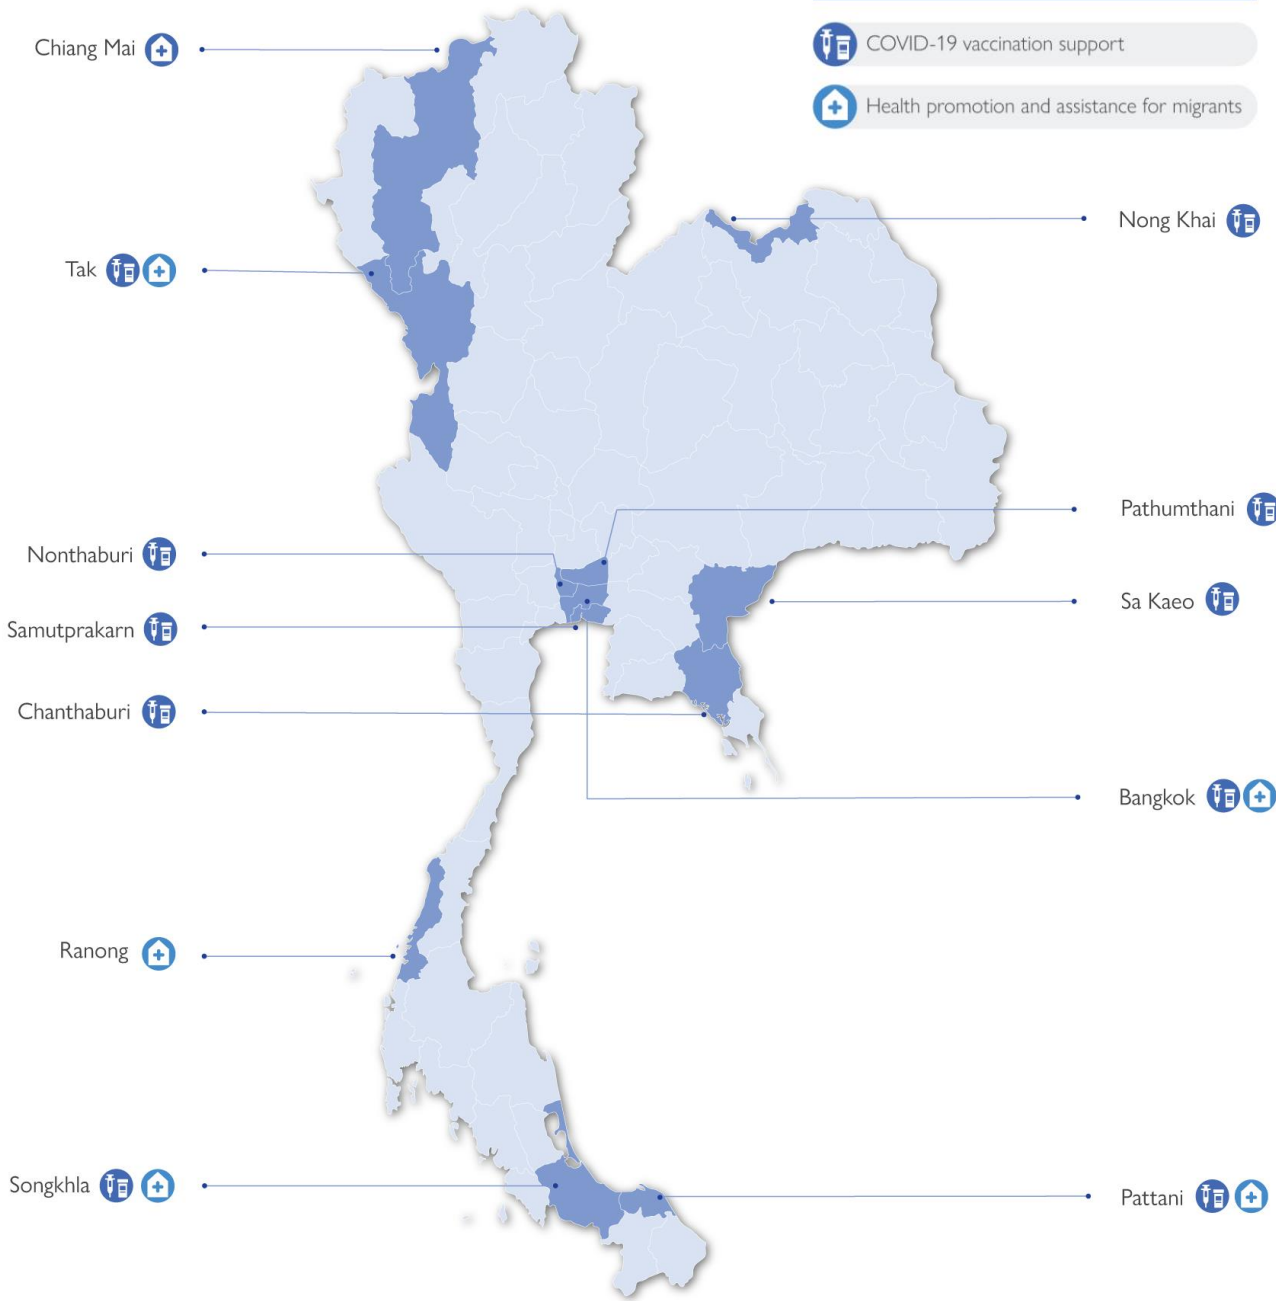 COVID-19 vaccination support
Health promotion and assistance for migrants
Chiang Mai
Nong Khai
Tak
Pathumthani
Nonthaburi
Sa Kaeo
Samutprakarn
Chanthaburi
Bangkok
Ranong
Songkhla
Pattani